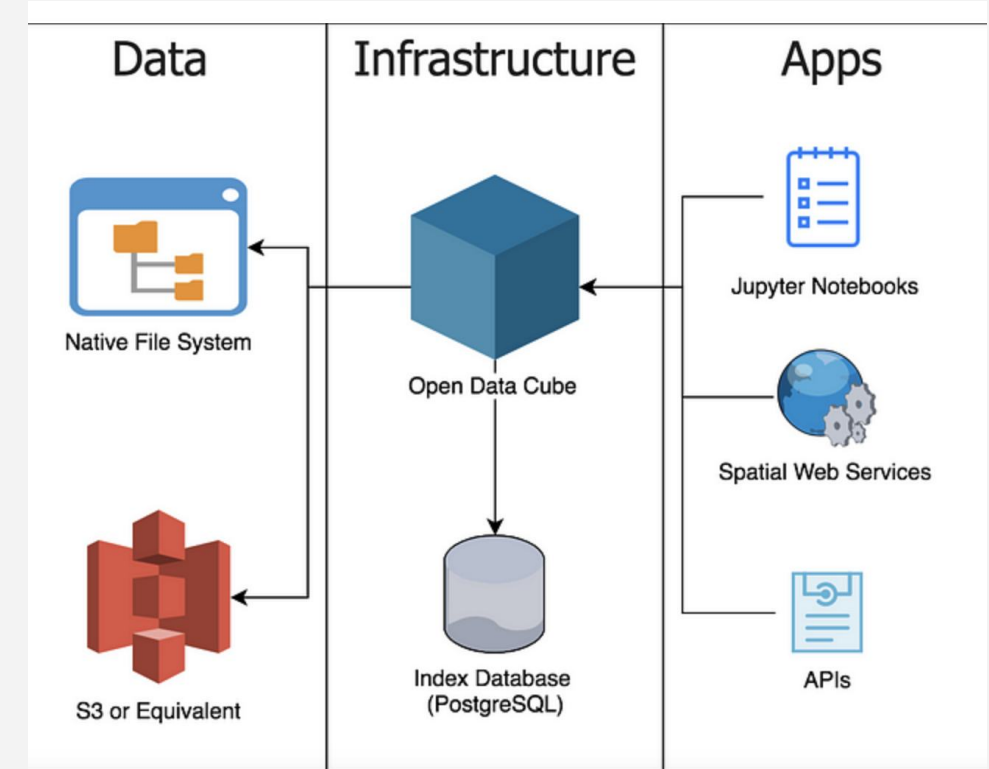 Data
Infrastructure
Apps
Native File System
Open Data Cube
Jupyter Notebooks
Spatial Web Services
S3 or Equivalent
Index Database
(PostgreSQL)
APIs